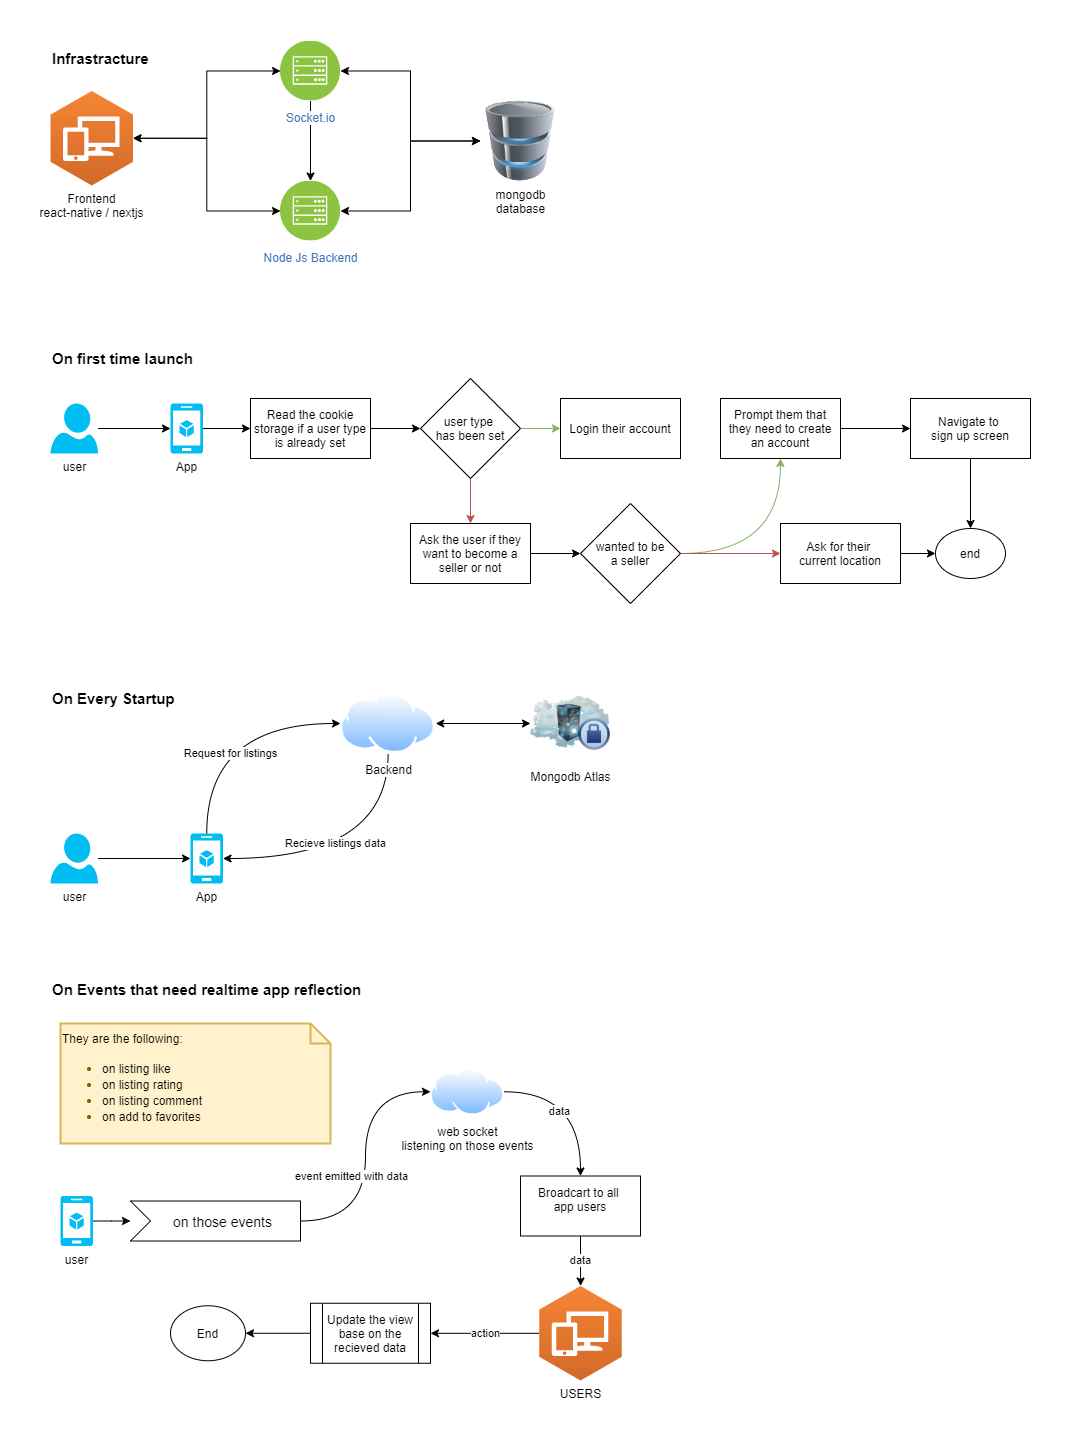 Infrastracture
Socket.io
Frontend
react-native / nextjs
mongodb
database
Node Js Backend
On first time launch
Read the cookie
storage if a user type
is already set
user type
has been set
Login their account
Prompt them that
they need to create
an account
Navigate to
sign up screen
user
App
Ask the user if they
want to become a
seller or not
wanted to be
a seller
Ask for their
current location
end
On Every Startup
Request for listings
Backend
Mongodb Atlas
Recieve listings data
user
App
On Events that need realtime app reflection
They are the following:
• on listing like
• on listing rating
• on listing comment
• on add to favorites
data
web socket
listening on those events
event emitted with data
Broadcart to all
app users
on those events
user
data
Update the view
base on the
recieved data
End
action
USERS